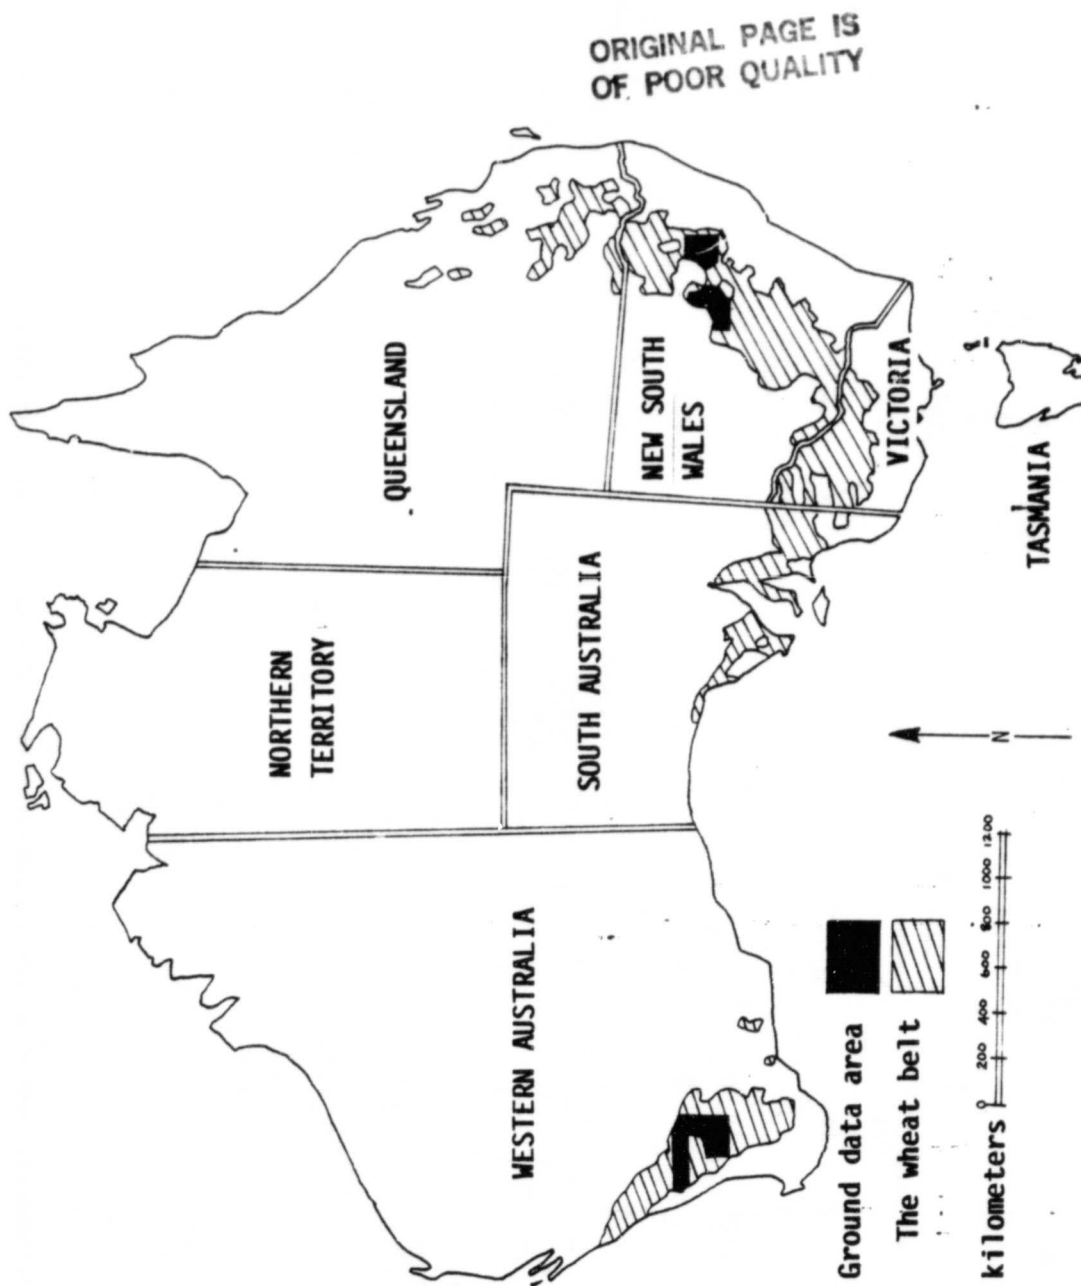 ORIGINAL PAGE IS
OF POOR QUALITY
QUEENSLAND
NORTHERN
TERRITORY
WESTERN AUSTRALIA
SOUTH AUSTRALIA
NEW SOUTH
WALES
VICTORIA
TASMANIA
N
Ground data area
The wheat belt
kilometers
0 200 400 600 800 1000 1200